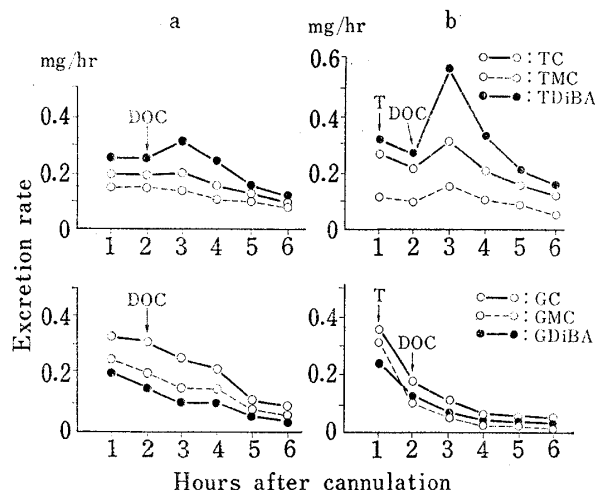 a
b
mg/hr
mg/hr
0.6
T
DOC
: TC
: TMC
: TDiBA
0.4
DOC
0.4
0.2
0.2
0
0
1 2 3 4 5 6
1 2 3 4 5 6
Excretion rate
DOC
T
DOC
: GC
: GMC
: GDiBA
0.4
0.4
0.2
0.2
0
0
1 2 3 4 5 6
1 2 3 4 5 6
Hours after cannulation